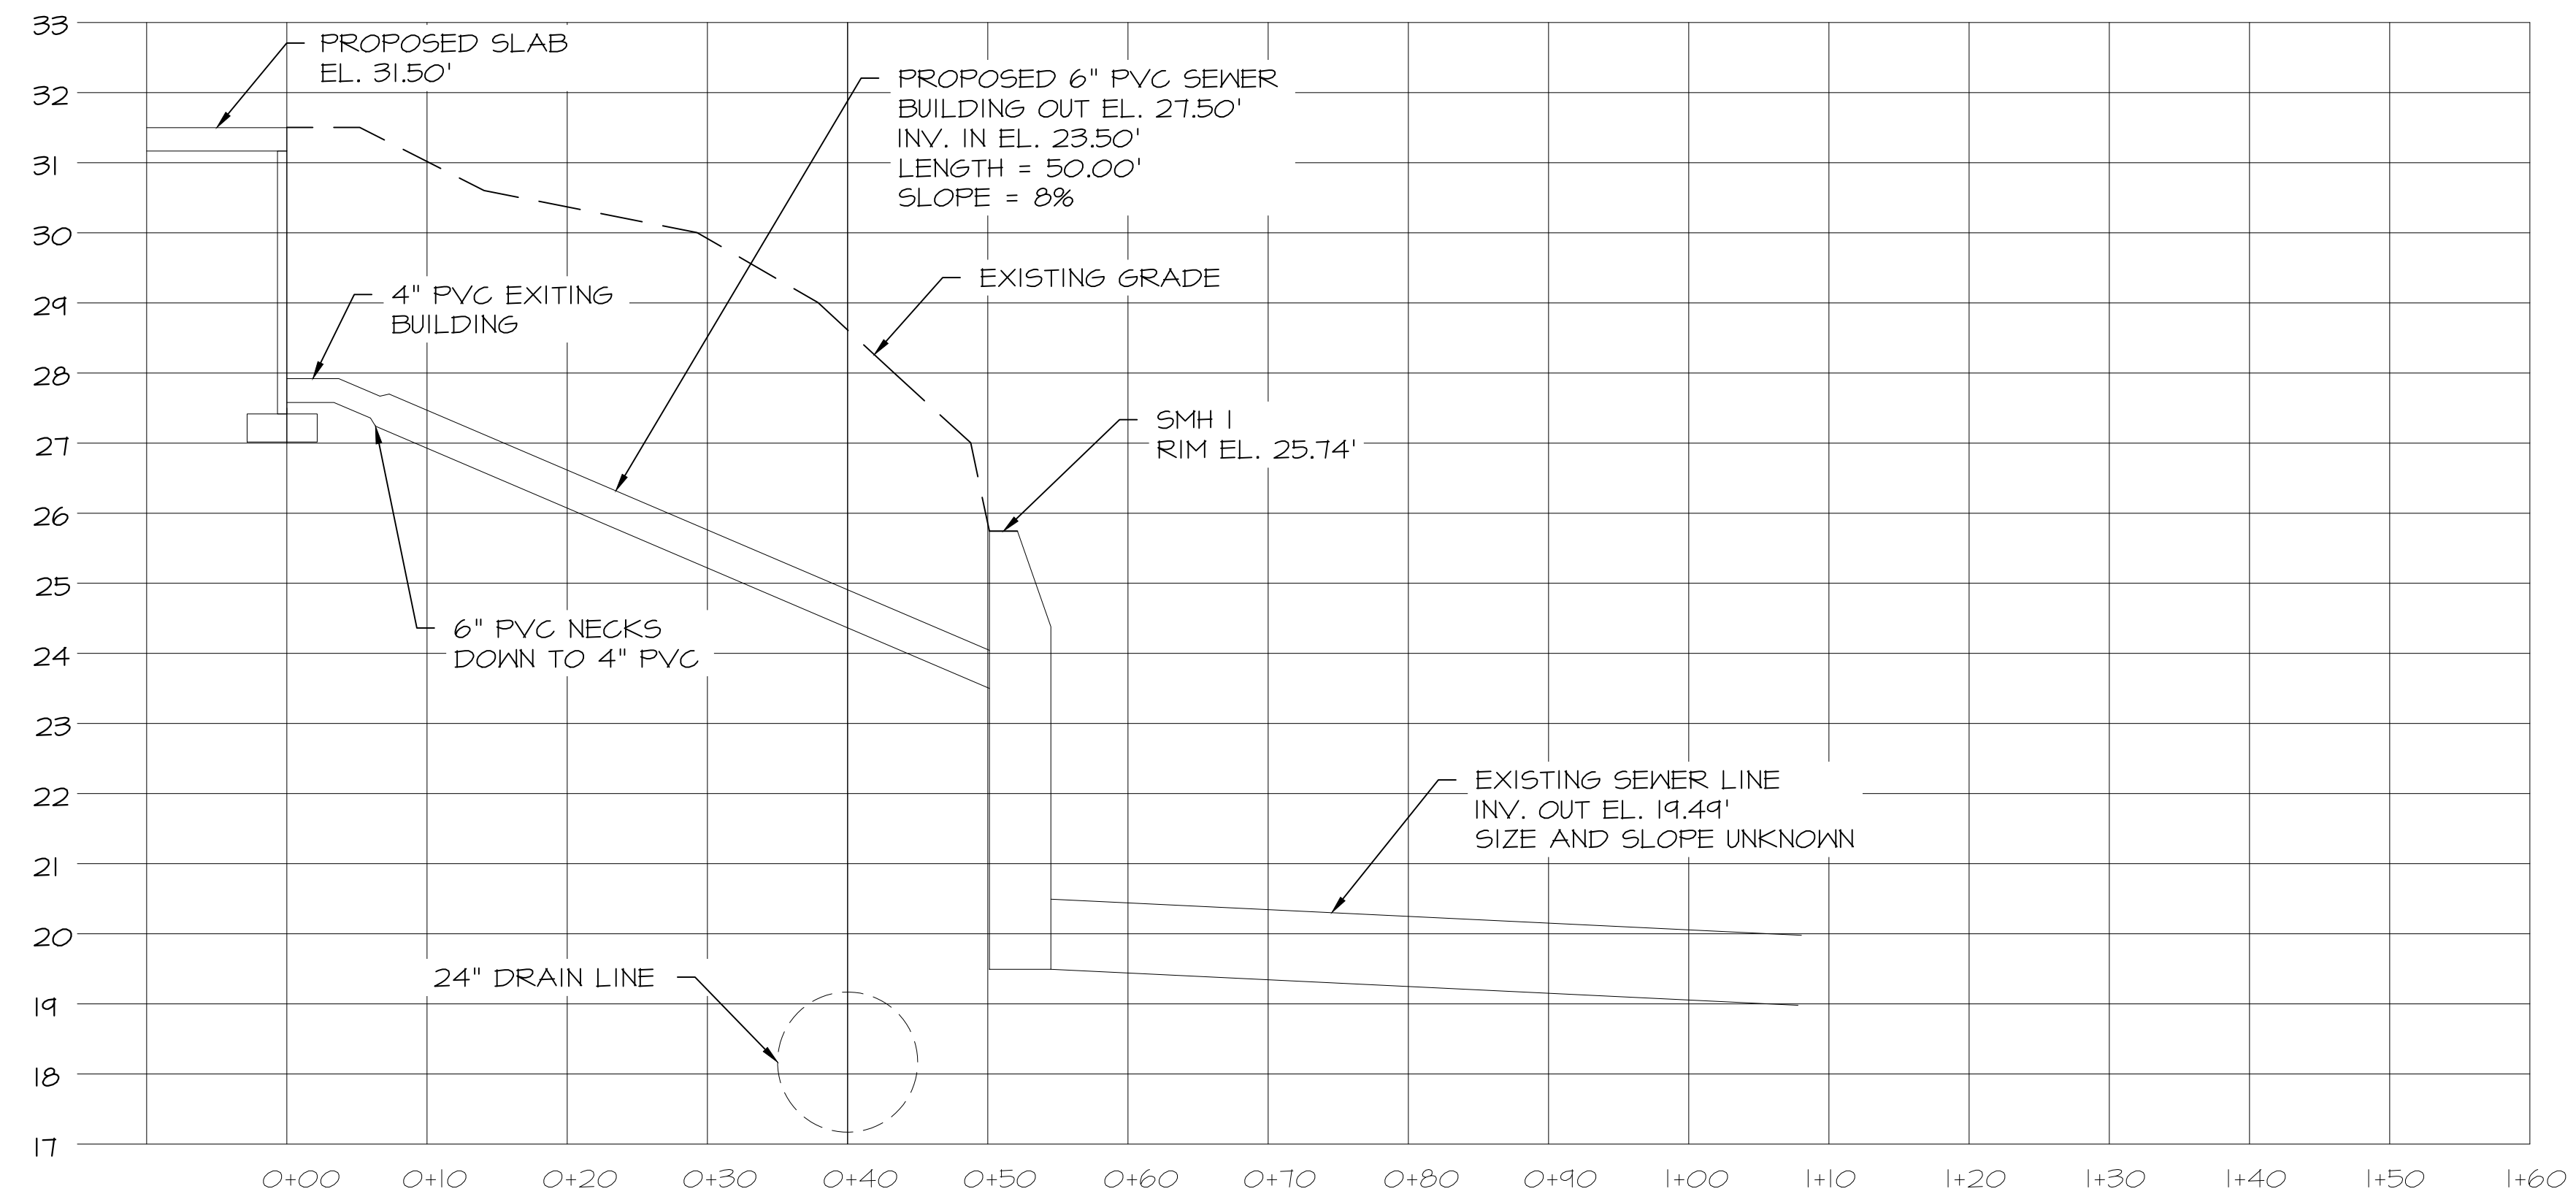 33
PROPOSED SLAB
EL. 31.50'
PROPOSED 6" PVC SEWER
32
BUILDING OUT EL. 27.50'
INV. IN EL. 23.50'
31
LENGTH = 50.00'
SLOPE = 8%
30
EXISTING GRADE
29
4" PVC EXITING
BUILDING
28
SMH 1
27
RIM EL. 25.74'
26
25
6" PVC NECKS
DOWN TO 4" PVC
24
23
22
EXISTING SEWER LINE
INV. OUT EL. 19.49'
SIZE AND SLOPE UNKNOWN
21
20
24" DRAIN LINE
19
18
17
0+00 0+10 0+20 0+30 0+40 0+50 0+60 0+70 0+80 0+90 1+00 1+10 1+20 1+30 1+40 1+50 1+60